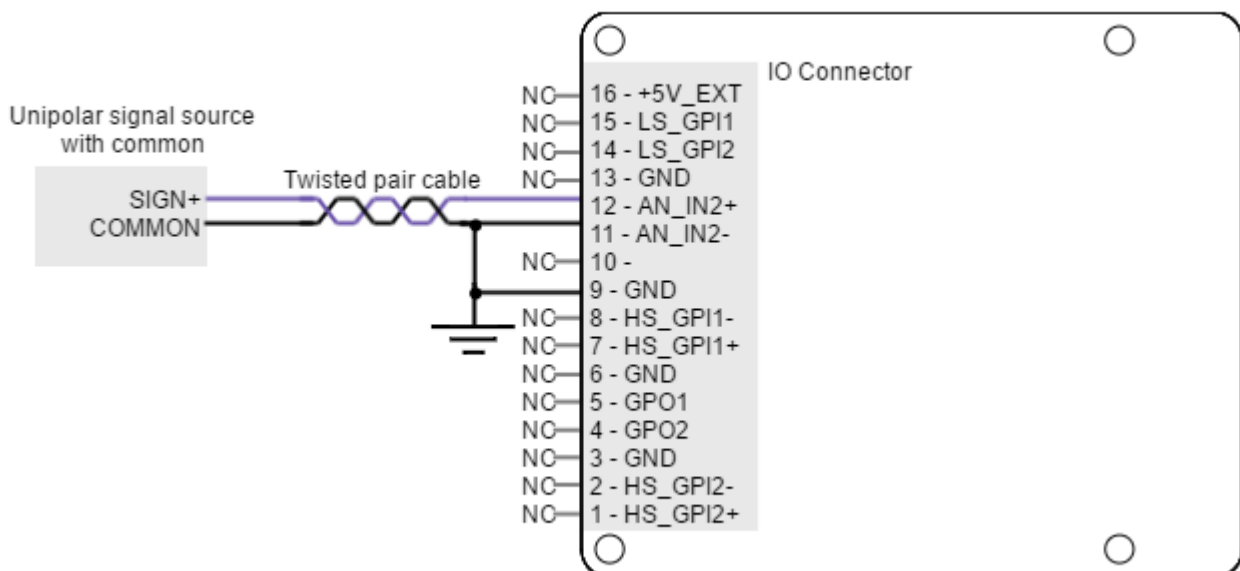 IO Connector
Unipolar signal source
with common
SIGN+
COMMON
Twisted pair cable
NC 16 - +5V_EXT
NC 15 - LS_GPI1
NC 14 - LS_GPI2
NC 13 - GND
12 - AN_IN2+
11 - AN_IN2-
NC 10 -
9 - GND
NC 8 - HS_GPI1-
NC 7 - HS_GPI1+
NC 6 - GND
NC 5 - GPO1
NC 4 - GPO2
NC 3 - GND
NC 2 - HS_GPI2-
NC 1 - HS_GPI2+